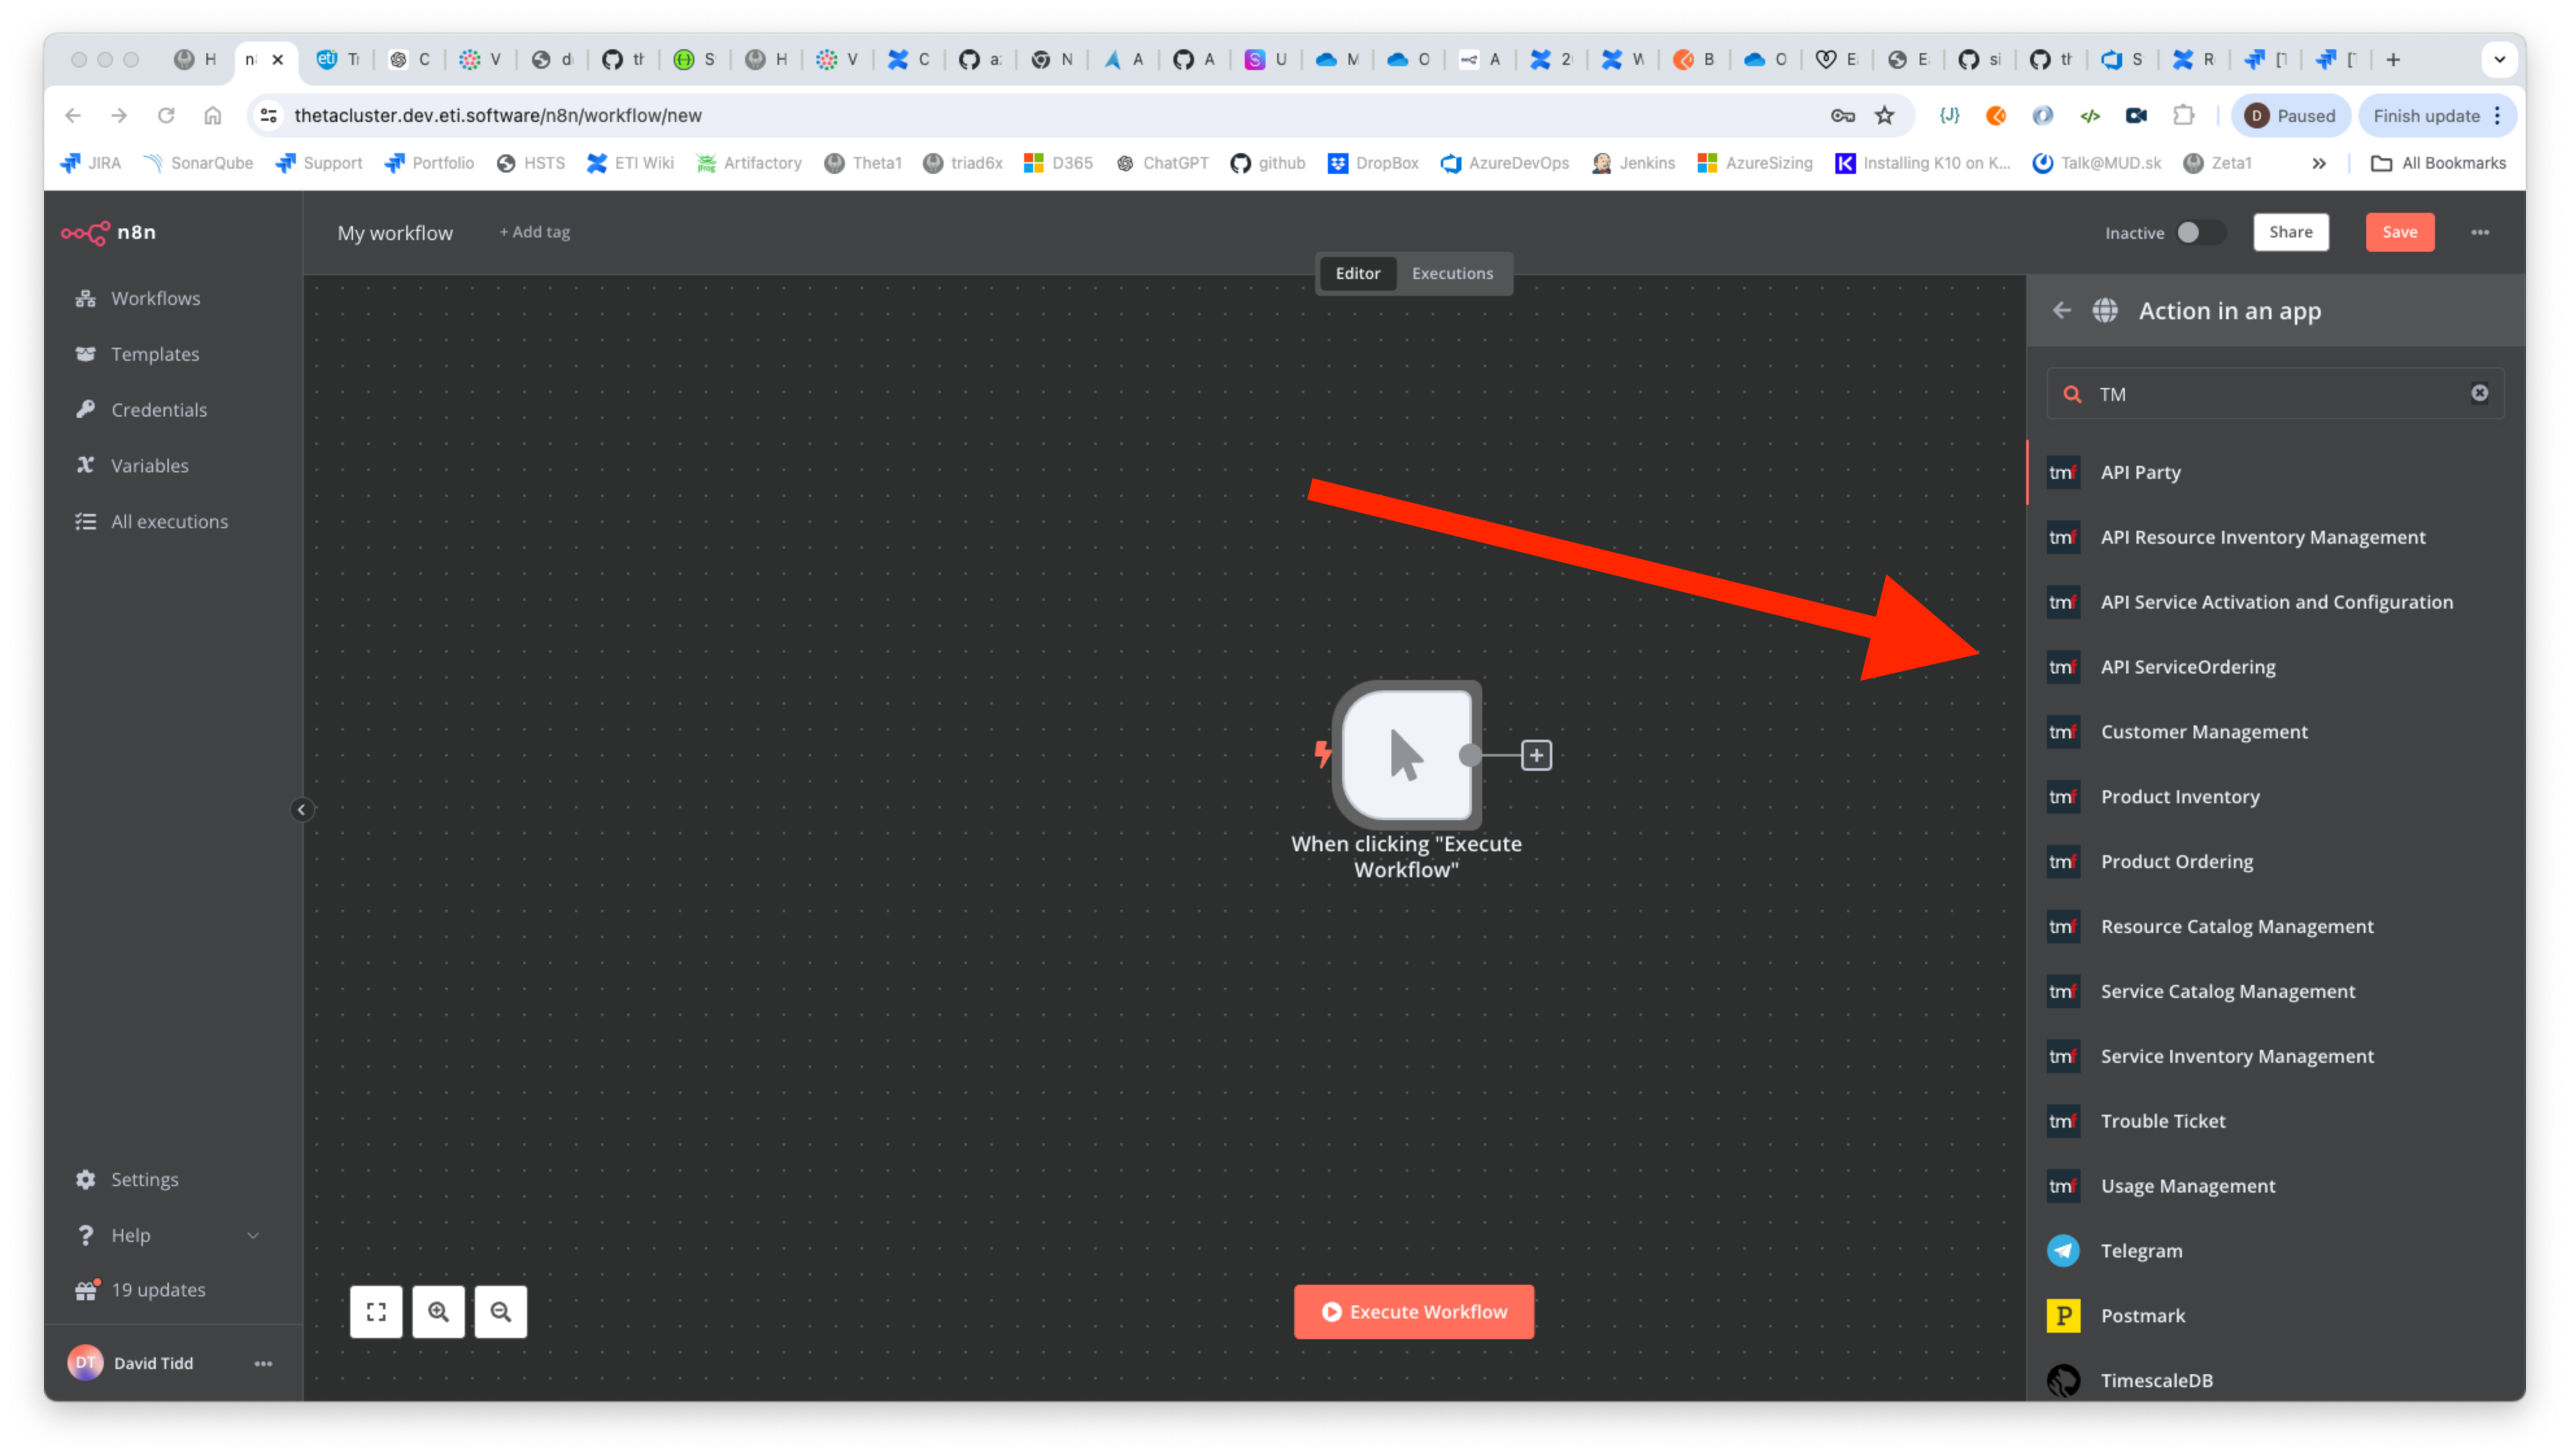 H
n
eti
T
C
V
d
th
S
H
V
C
a
N
A
A
S
U
M
O
A
2
W
B
O
E
E
si
th
S
R
[
[
thetacluster.dev.eti.software/n8n/workflow/new
{J}
</>
D Paused
Finish update
JIRA
SonarQube
Support
Portfolio
HSTS
ETI Wiki
Artifactory
Theta1
triad6x
D365
ChatGPT
github
DropBox
AzureDevOps
Jenkins
AzureSizing
K Installing K10 on K...
Talk@MUD.sk
Zeta1
»
All Bookmarks
n8n
My workflow
+ Add tag
Inactive
Share
Save
Editor
Executions
Workflows
Templates
Credentials
Variables
All executions
When clicking "Execute
Workflow"
Execute Workflow
Settings
Help
19 updates
DT David Tidd
Action in an app
TM
tmf API Party
tmf API Resource Inventory Management
tmf API Service Activation and Configuration
tmf API ServiceOrdering
tmf Customer Management
tmf Product Inventory
tmf Product Ordering
tmf Resource Catalog Management
tmf Service Catalog Management
tmf Service Inventory Management
tmf Trouble Ticket
tmf Usage Management
Telegram
P Postmark
TimescaleDB